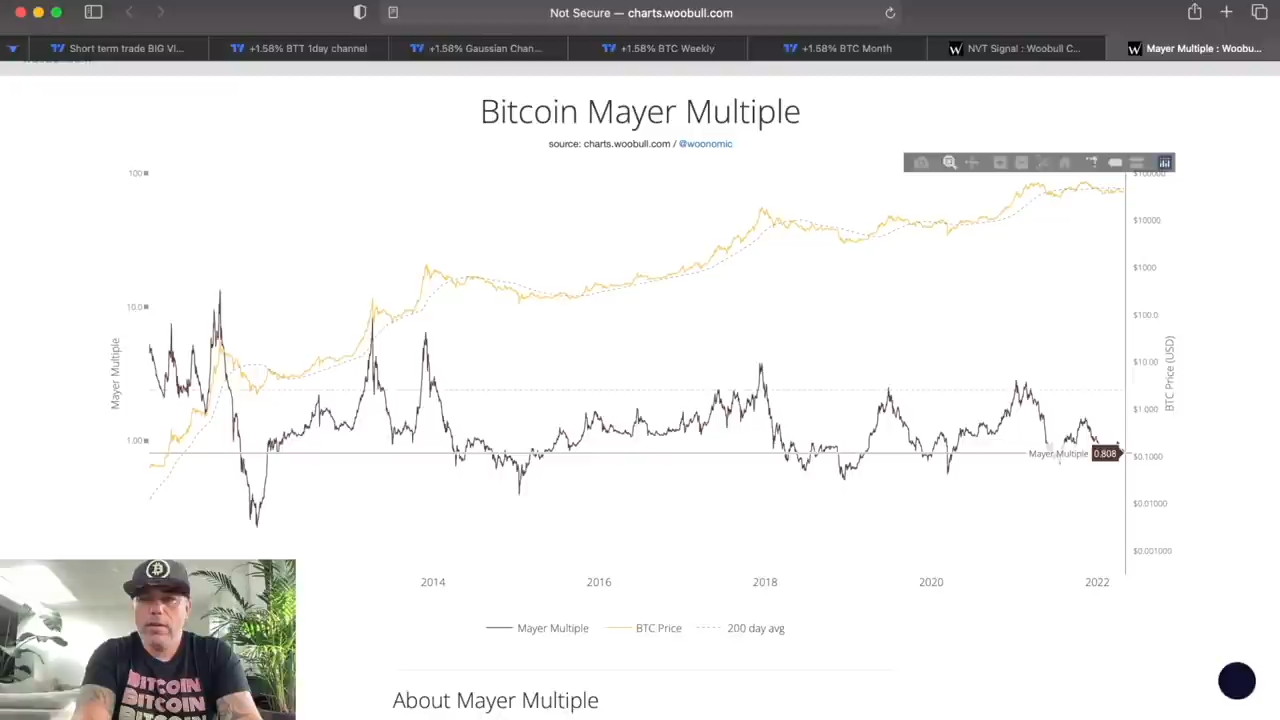 Not Secure — charts.woobull.com
Short term trade BIG VI...
+1.58% BTT 1day channel
+1.58% Gaussian Chan...
+1.58% BTC Weekly
+1.58% BTC Month
NVT Signal : Woobull C...
Mayer Multiple : Woobu...
Bitcoin Mayer Multiple
source: charts.woobull.com / @woonomic
100
10.0
1.00
Mayer Multiple
$100000
$10000
$1000
$100.0
$10.00
$1.000
$0.1000
$0.01000
$0.001000
BTC Price (USD)
Mayer Multiple 0.808
2014
2016
2018
2020
2022
Mayer Multiple
BTC Price
200 day avg
About Mayer Multiple
BITCOIN
BITCOIN
BITCOIN